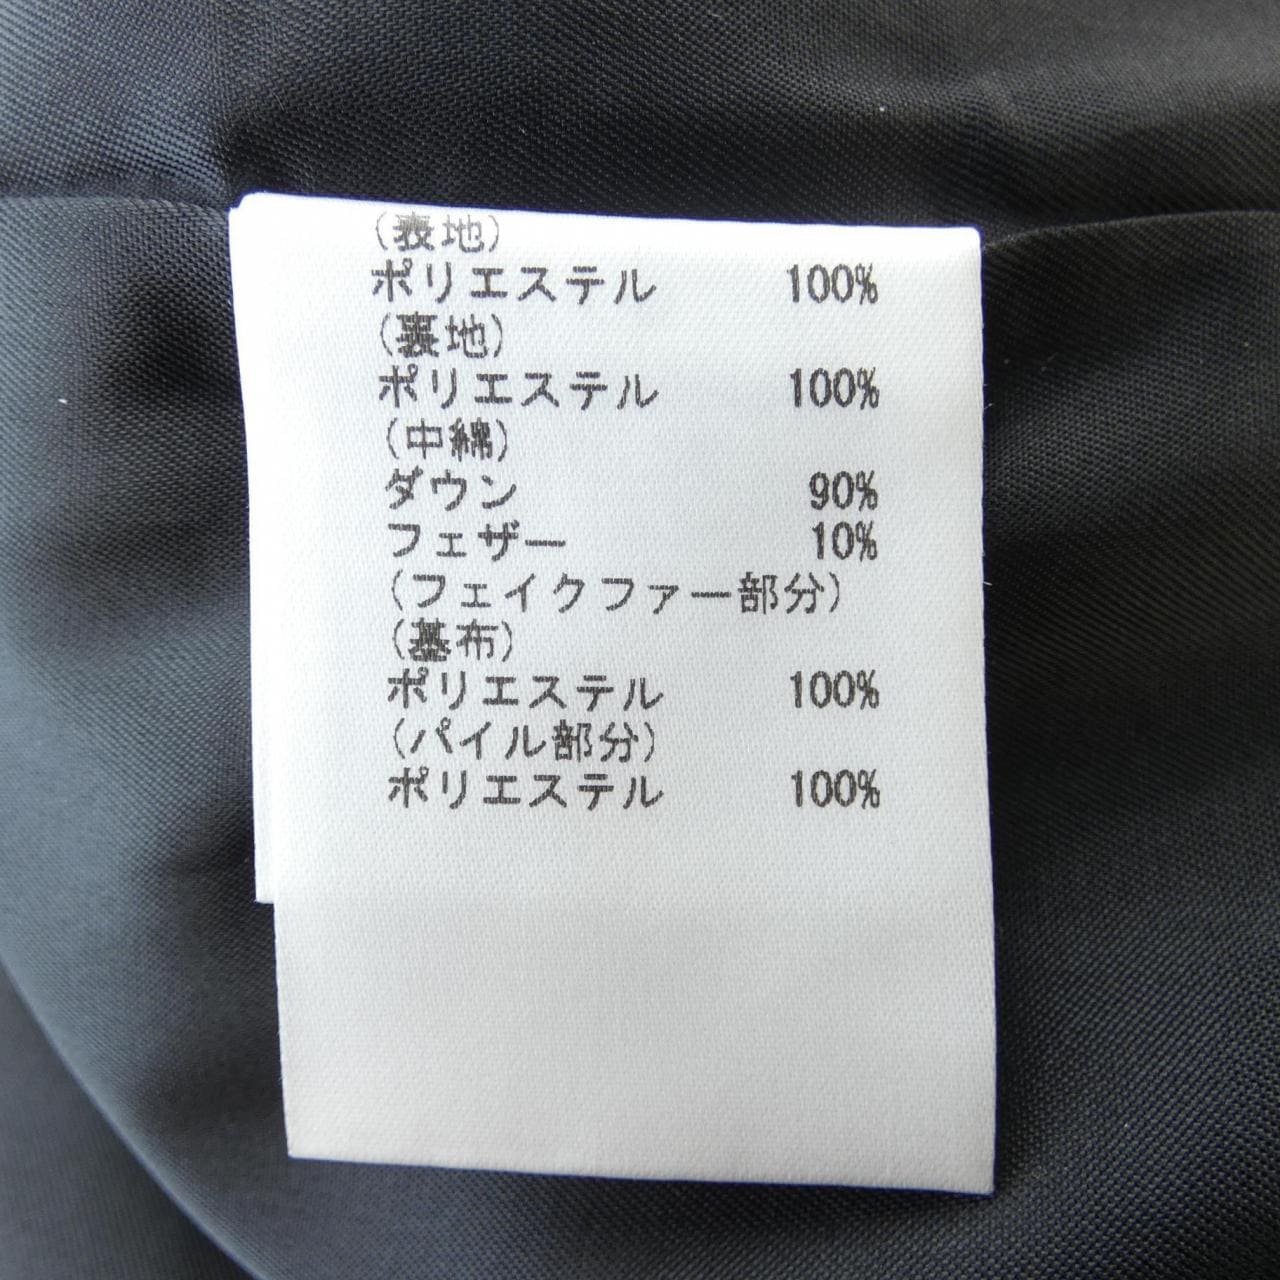 (表地)
ポリエステル 100%
(裏地)
ポリエステル 100%
(中綿)
ダウン 90%
フェザー 10%
(フェイクファー部分)
(基布)
ポリエステル 100%
(パイル部分)
ポリエステル 100%